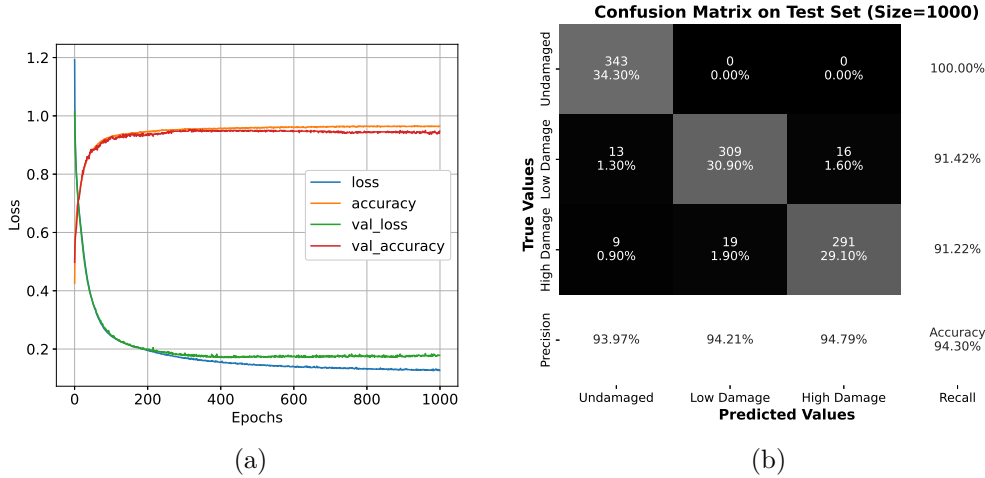 1.2
1.0
0.8
0.6
0.4
0.2
Loss
loss
accuracy
val_loss
val_accuracy
0 200 400 600 800 1000
Epochs
(a)
Confusion Matrix on Test Set (Size=1000)
True Values
Undamaged
343
34.30%
0
0.00%
0
0.00%
100.00%
Low Damage
13
1.30%
309
30.90%
16
1.60%
91.42%
High Damage
9
0.90%
19
1.90%
291
29.10%
91.22%
Precision
93.97%
94.21%
94.79%
Accuracy
94.30%
Undamaged Low Damage High Damage Recall
Predicted Values
(b)